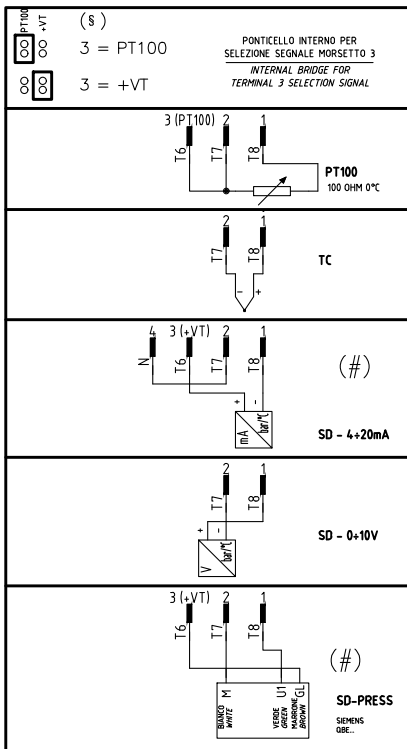 PT100
+VT
(§)
3 = PT100
3 = +VT
PONTICELLO INTERNO PER
SELEZIONE SEGNALE MORSETTO 3
INTERNAL BRIDGE FOR
TERMINAL 3 SELECTION SIGNAL
3 (PT100) 2 1
T6 T7 T8
PT100
100 OHM 0°C
2 1
T7 T8
- +
TC
4 3 (+VT) 2 1
N T6 T7 T8
(#)
+ -
mA bar/°C
SD - 4÷20mA
2 1
T7 T8
+ -
V bar/°C
SD - 0÷10V
3 (+VT) 2 1
T6 T7 T8
(#)
M U1 GL
BIANCO
WHITE
VERDE
GREEN
MARRONE
BROWN
SD-PRESS
SIEMENS
QBE...